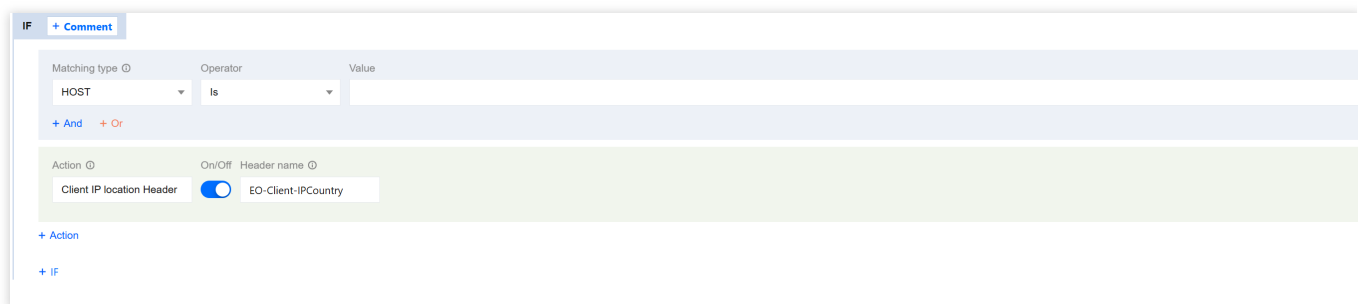 IF + Comment
Matching type Operator Value
HOST Is
+ And + Or
Action On/Off Header name
Client IP location Header EO-Client-IPCountry
+ Action
+ IF